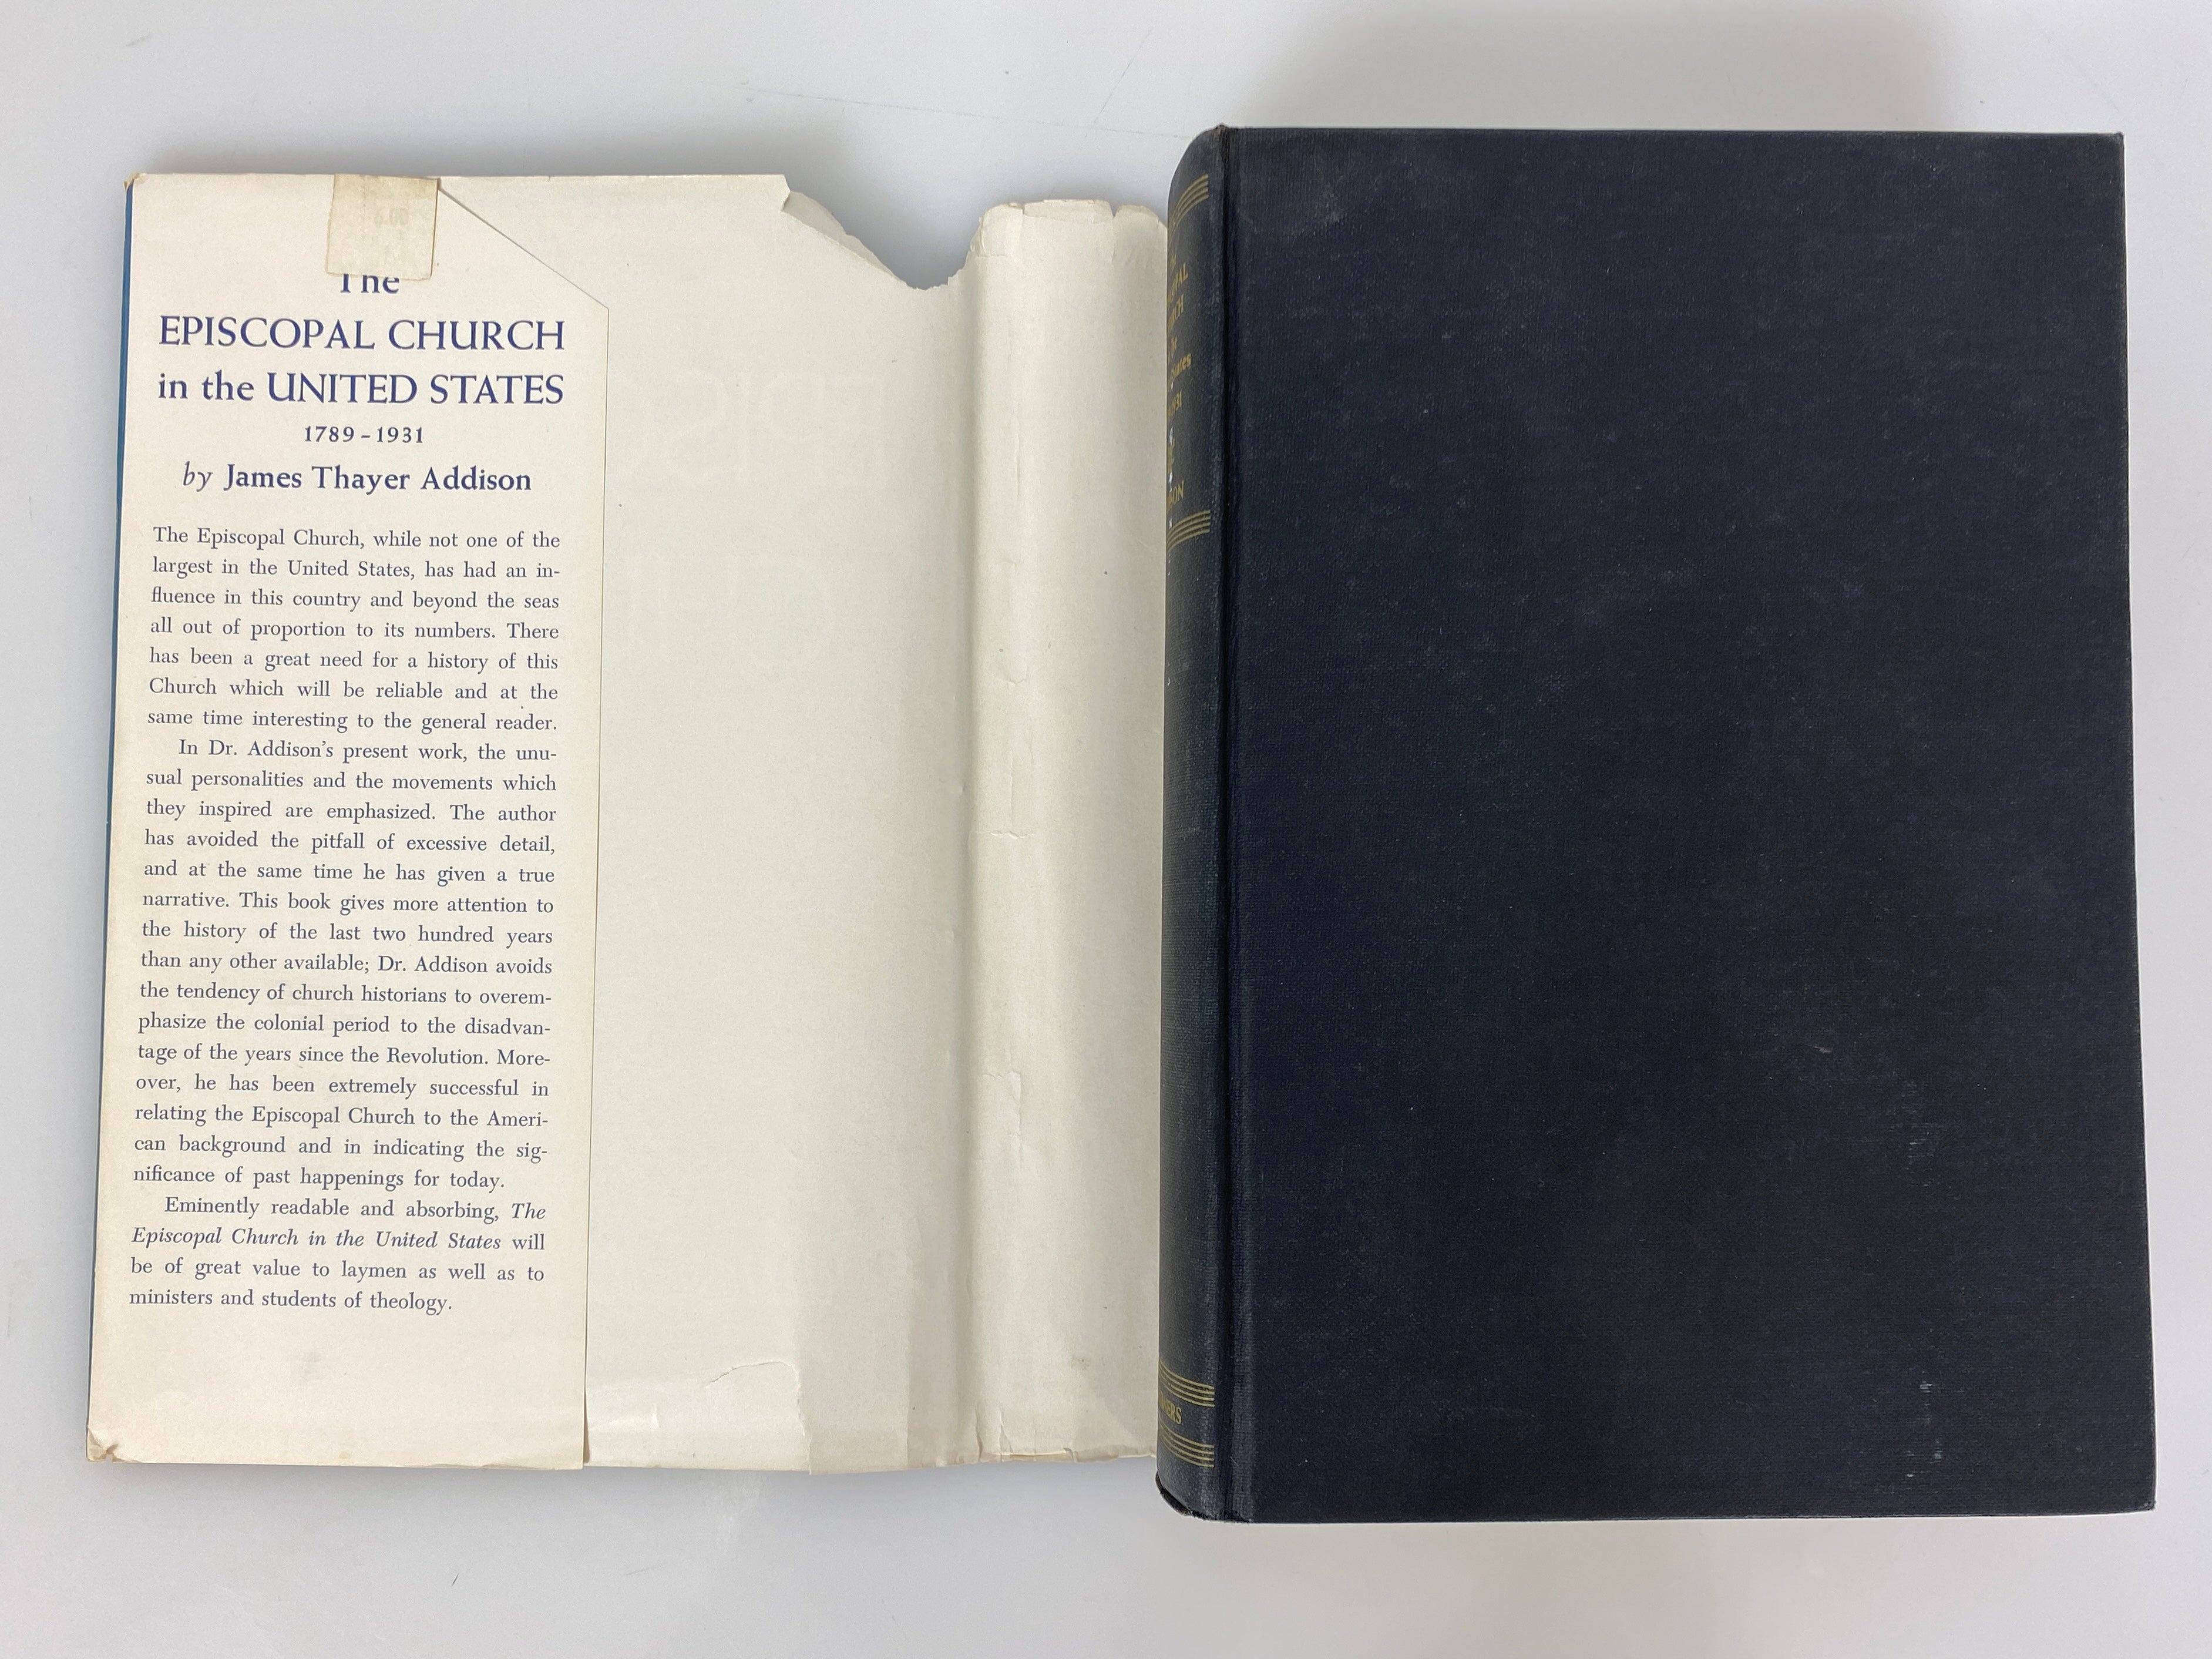 The
EPISCOPAL CHURCH
in the UNITED STATES
1789-1931
by James Thayer Addison
The Episcopal Church, while not one of the
largest in the United States, has had an in-
fluence in this country and beyond the seas
all out of proportion to its numbers. There
has been a great need for a history of this
Church which will be reliable and at the
same time interesting to the general reader.
In Dr. Addison's present work, the unu-
sual personalities and the movements which
they inspired are emphasized. The author
has avoided the pitfall of excessive detail,
and at the same time he has given a true
narrative. This book gives more attention to
the history of the last two hundred years
than any other available; Dr. Addison avoids
the tendency of church historians to overem-
phasize the colonial period to the disadvan-
tage of the years since the Revolution. More-
over, he has been extremely successful in
relating the Episcopal Church to the Ameri-
can background and in indicating the sig-
nificance of past happenings for today.
Eminently readable and absorbing, The
Episcopal Church in the United States will
be of great value to laymen as well as to
ministers and students of theology.